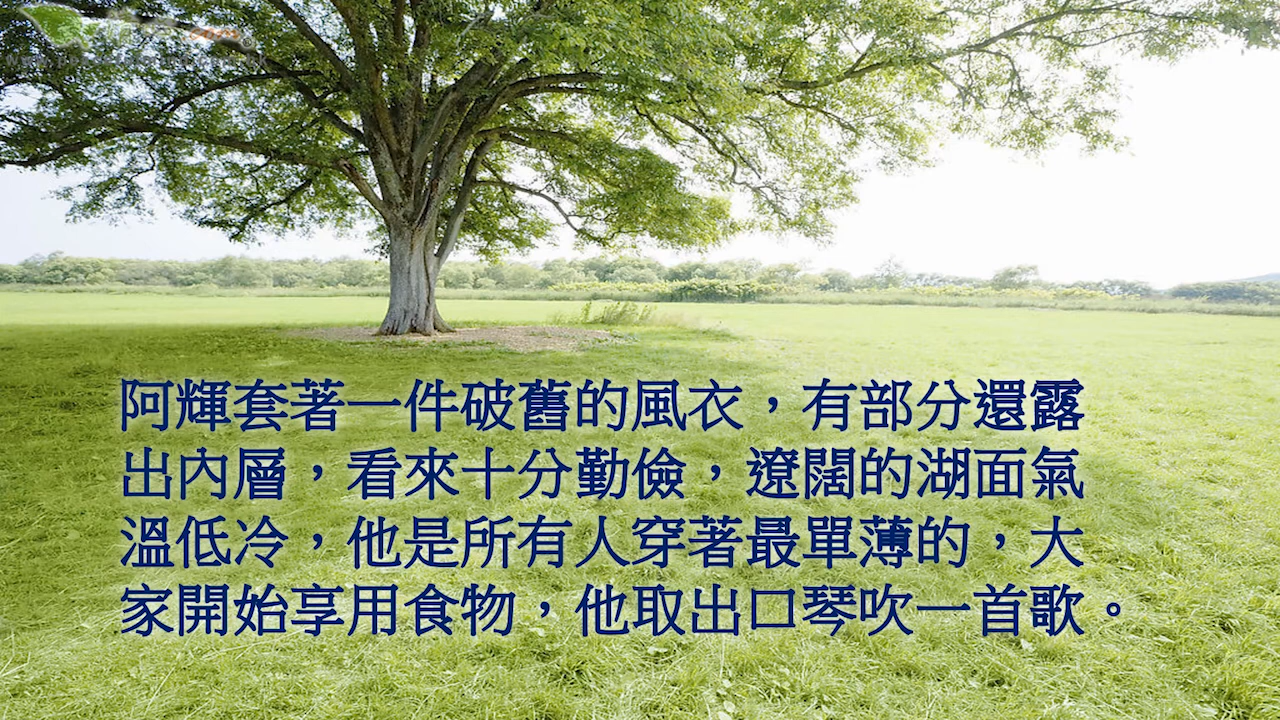 阿輝套著一件破舊的風衣，有部分還露
出內層，看來十分勤儉，遼闊的湖面氣
溫低冷，他是所有人穿著最單薄的，大
家開始享用食物，他取出口琴吹一首歌。